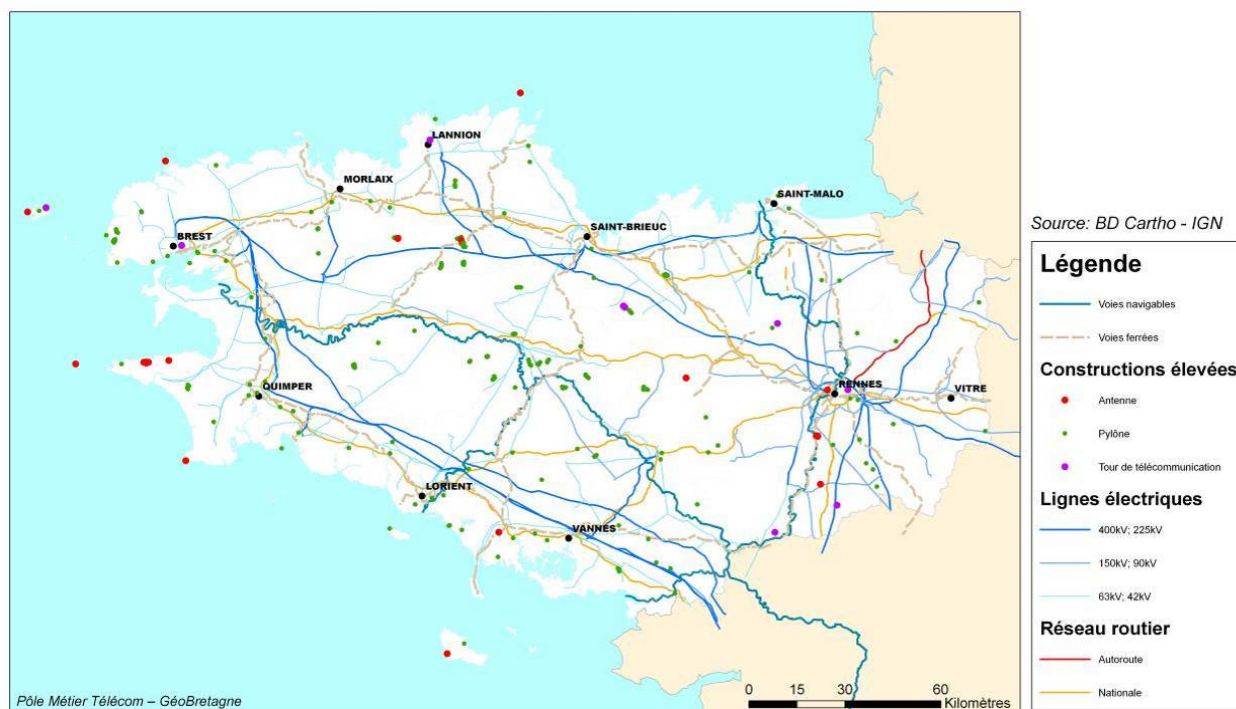 LANNION
MORLAIX
SAINT-MALO
BREST
SAINT-BRIEUC
QUIMPER
RENNES
VITRE
LORIENT
VANNES
0 15 30 60
Kilomètres
Pôle Métier Télécom – GéoBretagne
Source: BD Cartho - IGN
Légende
Voies navigables
Voies ferrées
Constructions élevées
Antenne
Pylône
Tour de télécommunication
Lignes électriques
400kV; 225kV
150kV; 90kV
63kV; 42kV
Réseau routier
Autoroute
Nationale